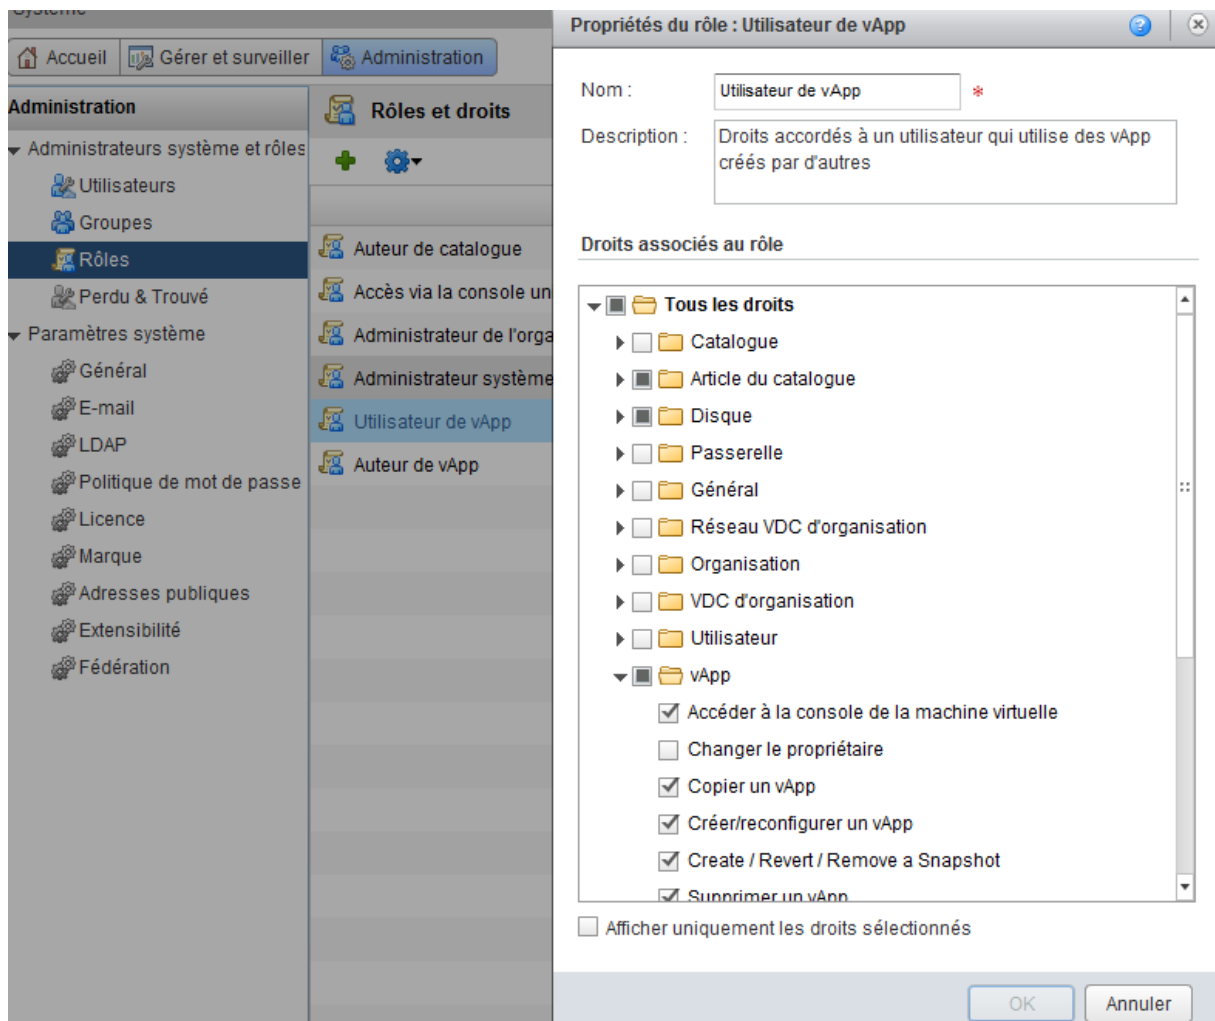 Système
Propriétés du rôle : Utilisateur de vApp
Accueil
Gérer et surveiller
Administration
Administration
Administrateurs système et rôles
Utilisateurs
Groupes
Rôles
Perdu & Trouvé
Paramètres système
Général
E-mail
LDAP
Politique de mot de passe
Licence
Marque
Adresses publiques
Extensibilité
Fédération
Rôles et droits
Auteur de catalogue
Accès via la console un
Administrateur de l'orga
Administrateur système
Utilisateur de vApp
Auteur de vApp
Nom :
Utilisateur de vApp
*
Description :
Droits accordés à un utilisateur qui utilise des vApp
créés par d'autres
Droits associés au rôle
Tous les droits
Catalogue
Article du catalogue
Disque
Passerelle
Général
Réseau VDC d'organisation
Organisation
VDC d'organisation
Utilisateur
vApp
Accéder à la console de la machine virtuelle
Changer le propriétaire
Copier un vApp
Créer/reconfigurer un vApp
Create / Revert / Remove a Snapshot
Supprimer un vApp
Afficher uniquement les droits sélectionnés
OK
Annuler